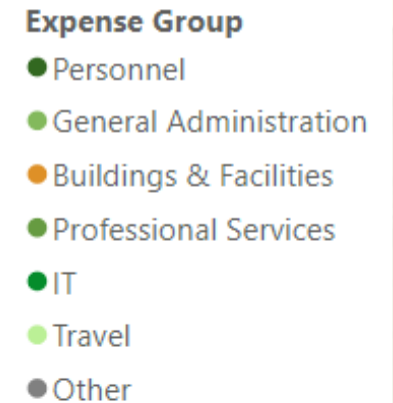 Expense Group
Personnel
General Administration
Buildings & Facilities
Professional Services
IT
Travel
Other